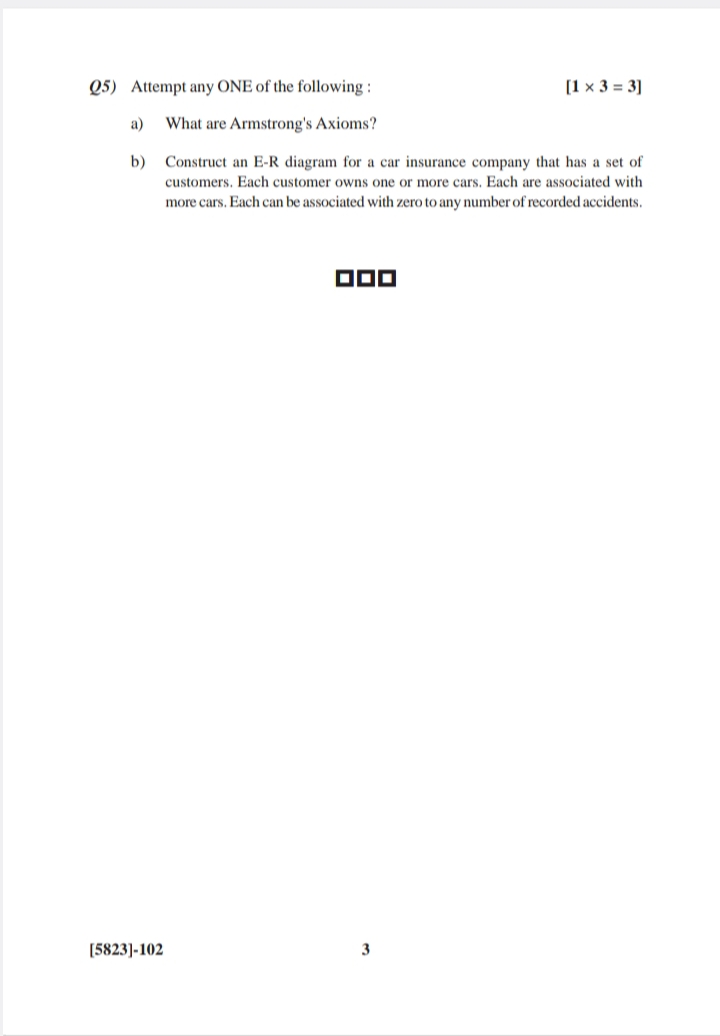 Q5) Attempt any ONE of the following : [1 × 3 = 3]
a) What are Armstrong's Axioms?
b) Construct an E-R diagram for a car insurance company that has a set of
customers. Each customer owns one or more cars. Each are associated with
more cars. Each can be associated with zero to any number of recorded accidents.
[5823]-102 3